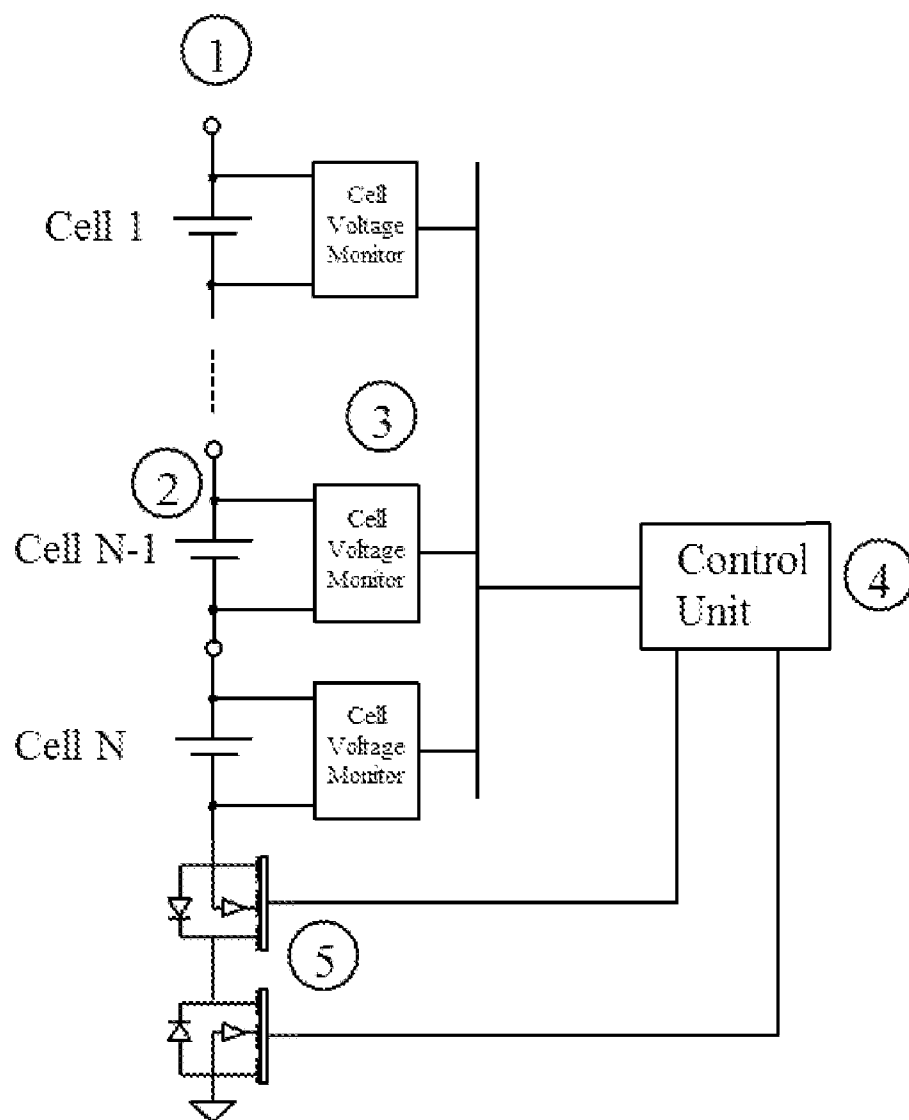 1
Cell 1
Cell
Voltage
Monitor
3
2
Cell N-1
Cell
Voltage
Monitor
Control
Unit
4
Cell N
Cell
Voltage
Monitor
5